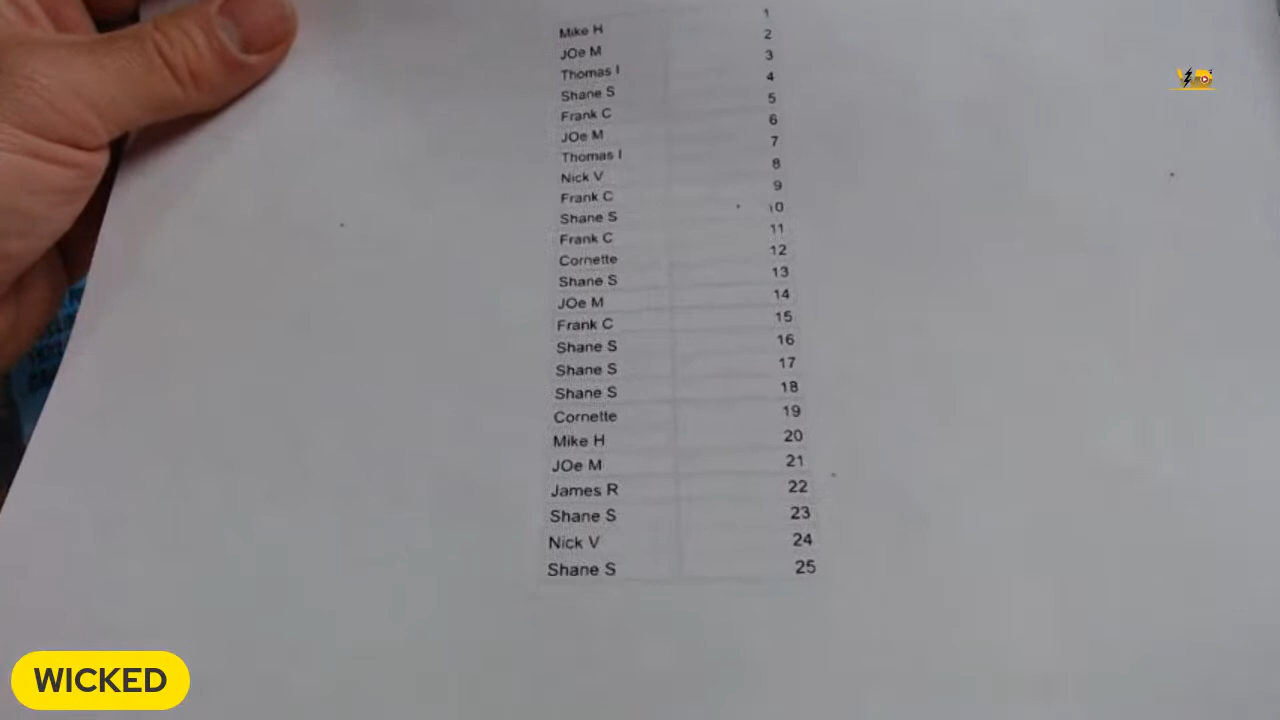 Mike H 1
JOe M 2
Thomas I 3
Shane S 4
Frank C 5
JOe M 6
Thomas I 7
Nick V 8
Frank C 9
Shane S 10
Frank C 11
Cornette 12
Shane S 13
JOe M 14
Frank C 15
Shane S 16
Shane S 17
Shane S 18
Cornette 19
Mike H 20
JOe M 21
James R 22
Shane S 23
Nick V 24
Shane S 25
WICKED